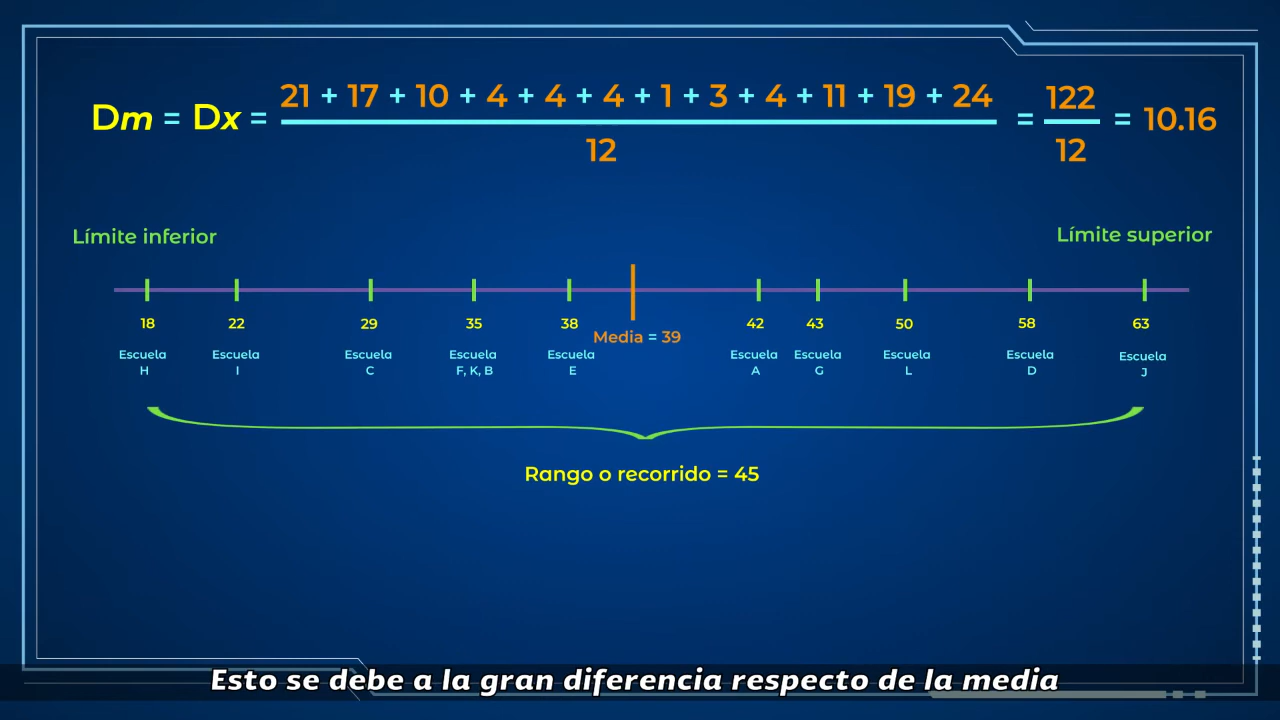 Dm = Dx = 21 + 17 + 10 + 4 + 4 + 4 + 1 + 3 + 4 + 11 + 19 + 24 / 12 = 122 / 12 = 10.16
Límite inferior Límite superior
18 22 29 35 38 42 43 50 58 63
Media = 39
Escuela Escuela Escuela Escuela Escuela Escuela Escuela Escuela Escuela Escuela
H I C F, K, B E A G L D J
Rango o recorrido = 45
Esto se debe a la gran diferencia respecto de la media